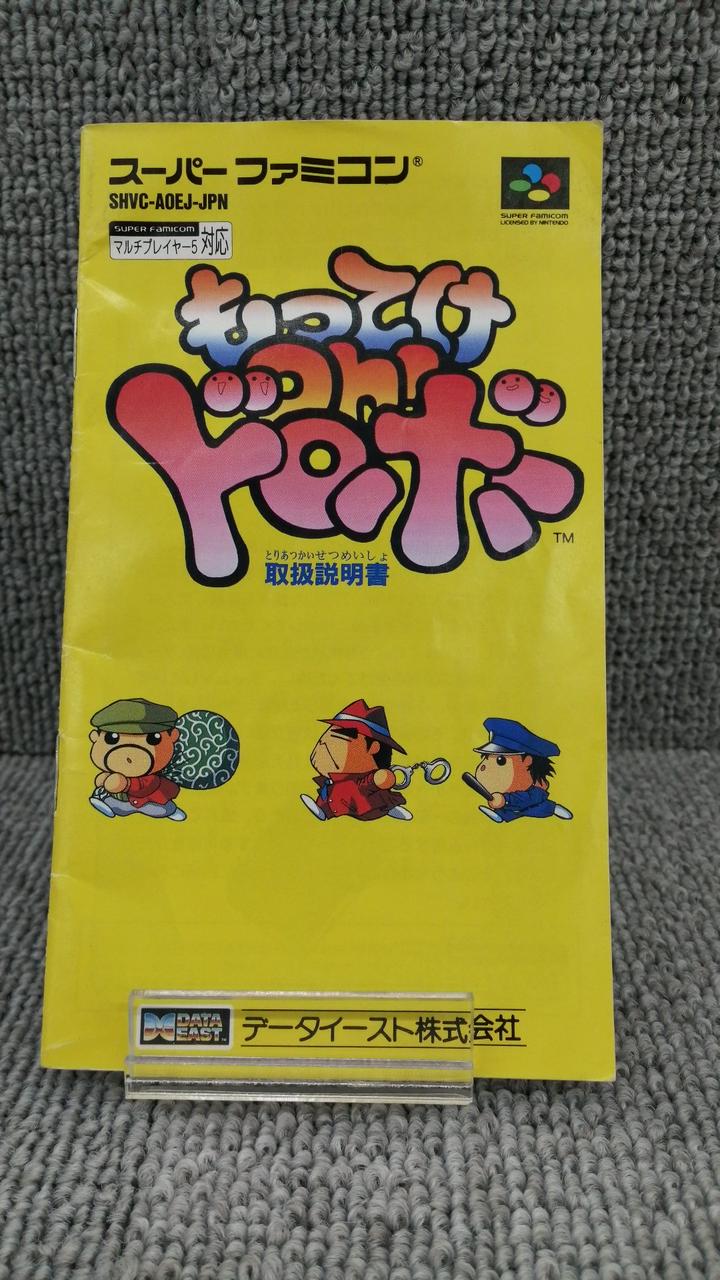 スーパーファミコン®
SHVC-AOEJ-JPN
SUPER FAMICOM
LICENSED BY NINTENDO
SUPER FAMICOM
マルチプレイヤー5対応
もってけ
Oh!
ドロボー
TM
とりあつかいせつめいしょ
取扱説明書
DATA EAST
データイースト株式会社